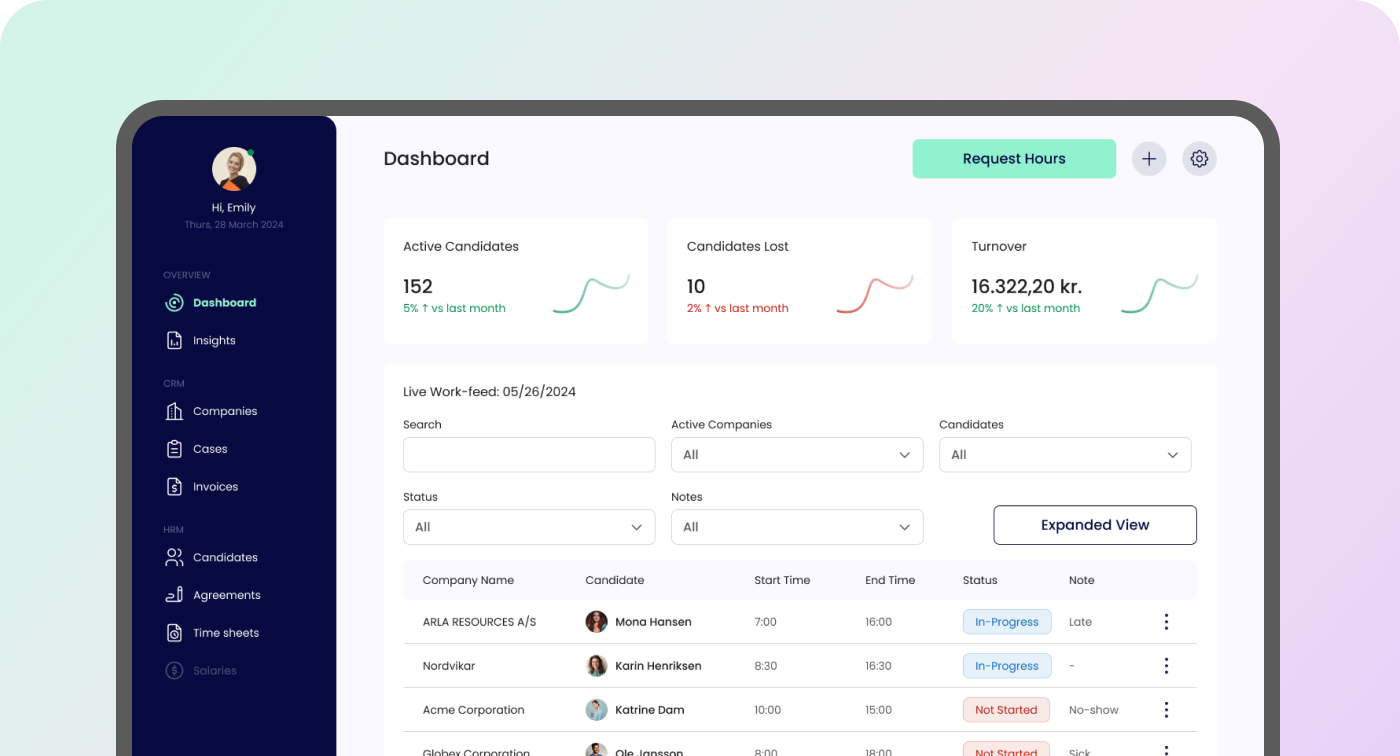 Hi, Emily
Thurs, 28 March 2024
OVERVIEW
Dashboard
Insights
CRM
Companies
Cases
Invoices
HRM
Candidates
Agreements
Time sheets
Salaries
Dashboard
Request Hours
Active Candidates
152
5% ↑ vs last month
Candidates Lost
10
2% ↑ vs last month
Turnover
16.322,20 kr.
20% ↑ vs last month
Live Work-feed: 05/26/2024
Search
Active Companies
All
Candidates
All
Status
All
Notes
All
Expanded View
Company Name Candidate Start Time End Time Status Note
ARLA RESOURCES A/S Mona Hansen 7:00 16:00 In-Progress Late
Nordvikar Karin Henriksen 8:30 16:30 In-Progress -
Acme Corporation Katrine Dam 10:00 15:00 Not Started No-show
Globex Corporation Ole Jansson 8:00 18:00 Not Started Sick